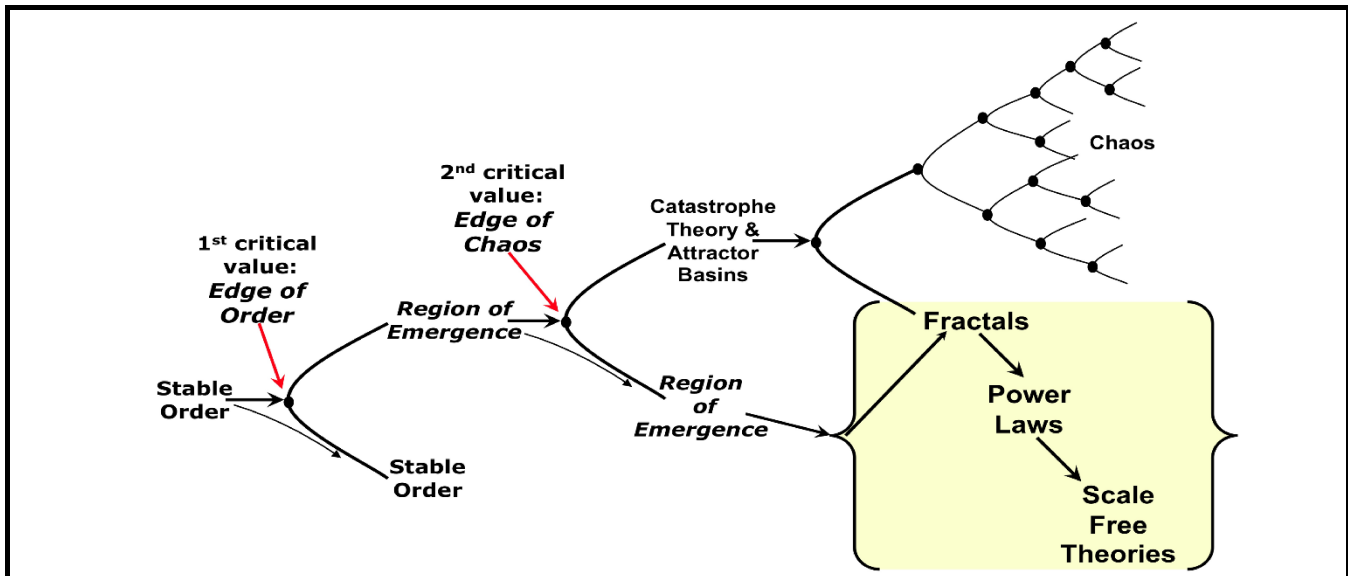 Stable
Order
1st critical
value:
Edge of
Order
Stable
Order
Region of
Emergence
2nd critical
value:
Edge of
Chaos
Region
of
Emergence
Catastrophe
Theory &
Attractor
Basins
Chaos
Fractals
Power
Laws
Scale
Free
Theories